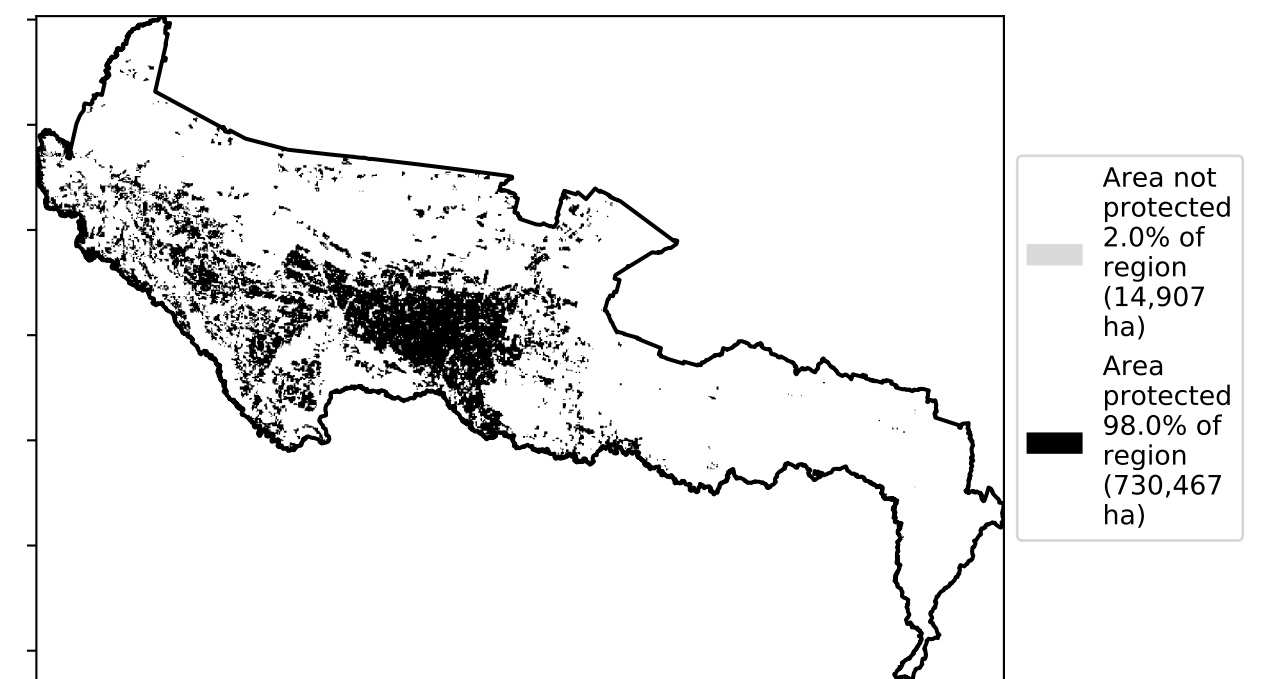 Area not
protected
2.0% of
region
(14,907
ha)
Area
protected
98.0% of
region
(730,467
ha)